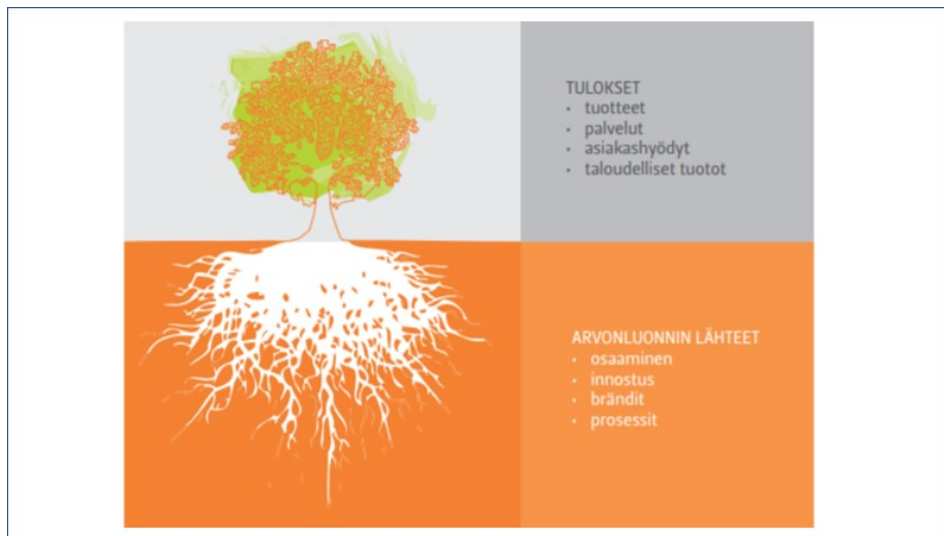 TULOKSET
• tuotteet
• palvelut
• asiakashyödyt
• taloudelliset tuotot
ARVONLUONNIN LÄHTEET
• osaaminen
• innostus
• brändit
• prosessit